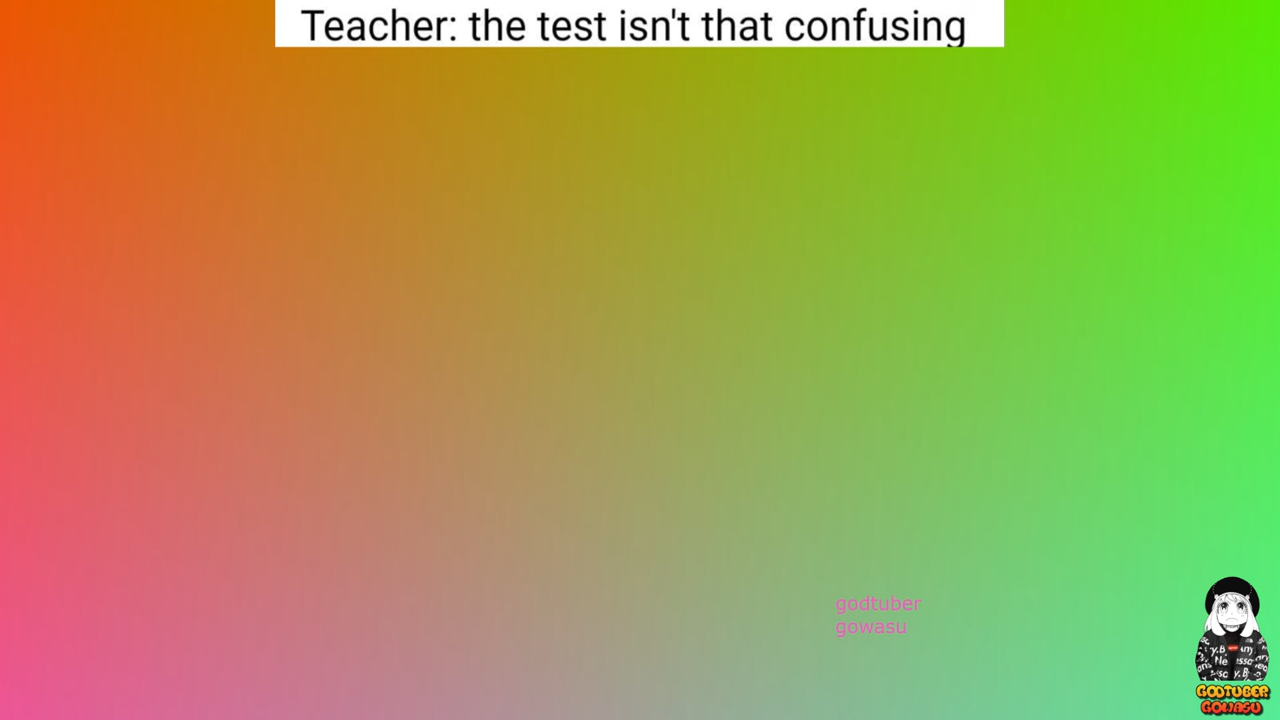 Teacher: the test isn't that confusing
godtuber
gowasu
GODTUBER
GOWASU